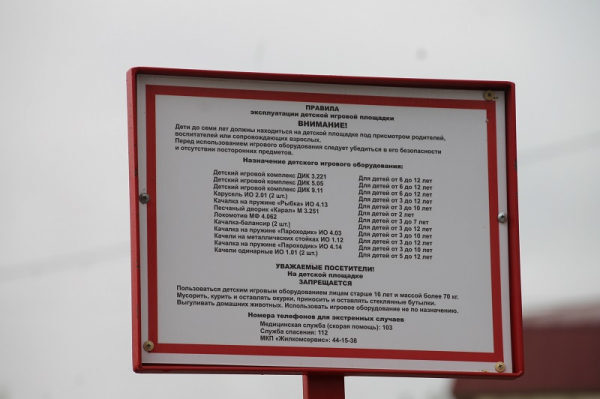 ПРАВИЛА
эксплуатации детской игровой площадки
ВНИМАНИЕ!
Дети до семи лет должны находиться на детской площадке под присмотром родителей,
воспитателей или сопровождающих взрослых.
Перед использованием игрового оборудования следует убедиться в его безопасности
и отсутствии посторонних предметов.
Назначение детского игрового оборудования:
Детский игровой комплекс ДИК 3.221 Для детей от 6 до 12 лет
Детский игровой комплекс ДИК 5.05 Для детей от 6 до 12 лет
Детский игровой комплекс ДИК 9.11 Для детей от 6 до 12 лет
Карусель ИО 2.01 (2 шт.) Для детей от 3 до 12 лет
Качалка на пружине «Рыбка» ИО 4.13 Для детей от 3 до 10 лет
Песчаный дворик «Карал» М 3.251 Для детей от 2 лет
Локомотив МФ 4.062 Для детей от 3 до 7 лет
Качалка-балансир (2 шт.) Для детей от 3 до 12 лет
Качалка на пружине «Пароходик» ИО 4.03 Для детей от 3 до 10 лет
Качели на металлических стойках ИО 1.12 Для детей от 3 до 12 лет
Качалка на пружине «Пароходик» ИО 4.14 Для детей от 3 до 10 лет
Качели одинарные ИО 1.01 (2 шт.) Для детей от 5 до 12 лет
УВАЖАЕМЫЕ ПОСЕТИТЕЛИ!
На детской площадке
ЗАПРЕЩАЕТСЯ
Пользоваться детским игровым оборудованием лицам старше 16 лет и массой более 70 кг.
Мусорить, курить и оставлять окурки, приносить и оставлять стеклянные бутылки.
Выгуливать домашних животных. Использовать игровое оборудование не по назначению.
Номера телефонов для экстренных случаев
Медицинская служба (скорая помощь): 103
Служба спасения: 112
МКП «Жилкомсервис»: 44-15-38